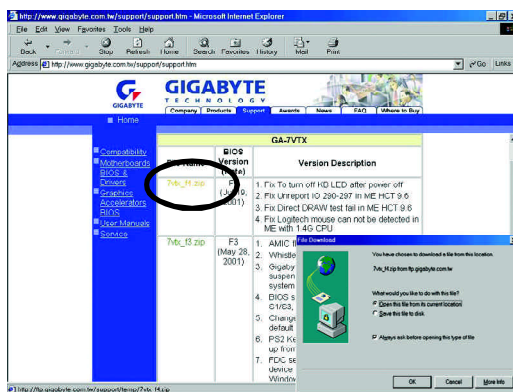 http://www.gigabyte.com.tw/support/support.htm - Microsoft Internet Explorer
File Edit View Favorites Tools Help
Back Stop Refresh Home Search Favorites History Mail Print
Address http://www.gigabyte.com.tw/support/support.htm Go Links
GIGABYTE
GIGABYTE
TECHNOLOGY
Company Products Support Awards News FAQ Where to Buy
Home
Compatibility
Motherboards
BIOS &
Drivers
Graphics
Accelerators
BIOS
User Manuals
Service
GA-7VTX
BIOS
Version
Version Description
7vtx_f4.zip
2001)
1. Fix To turn off HD LED after power off
2. Fix Unreport IO 290-297 in ME HCT 9.6
3. Fix Direct DRAW test fail in ME HCT 9.6
4. Fix Logitech mouse can not be detected in
ME with 1.4G CPU
7vtx_f3.zip
F3
(May 28,
2001)
1. AMIC
2. Whistle
3. Gigaby
suspen
system
4. BIOS s
C1/C3,
5. Change
default
6. PS2 Ke
up from
7. FDC se
device
Window
File Download
You have chosen to download a file from this location.
7vtx_f4.zip from ftp.gigabyte.com.tw
What would you like to do with this file?
Open this file from its current location
Save this file to disk
Always ask before opening this type of file
OK Cancel More Info
http://ftp.gigabyte.com.tw/support/temp/7vtx_f4.zip